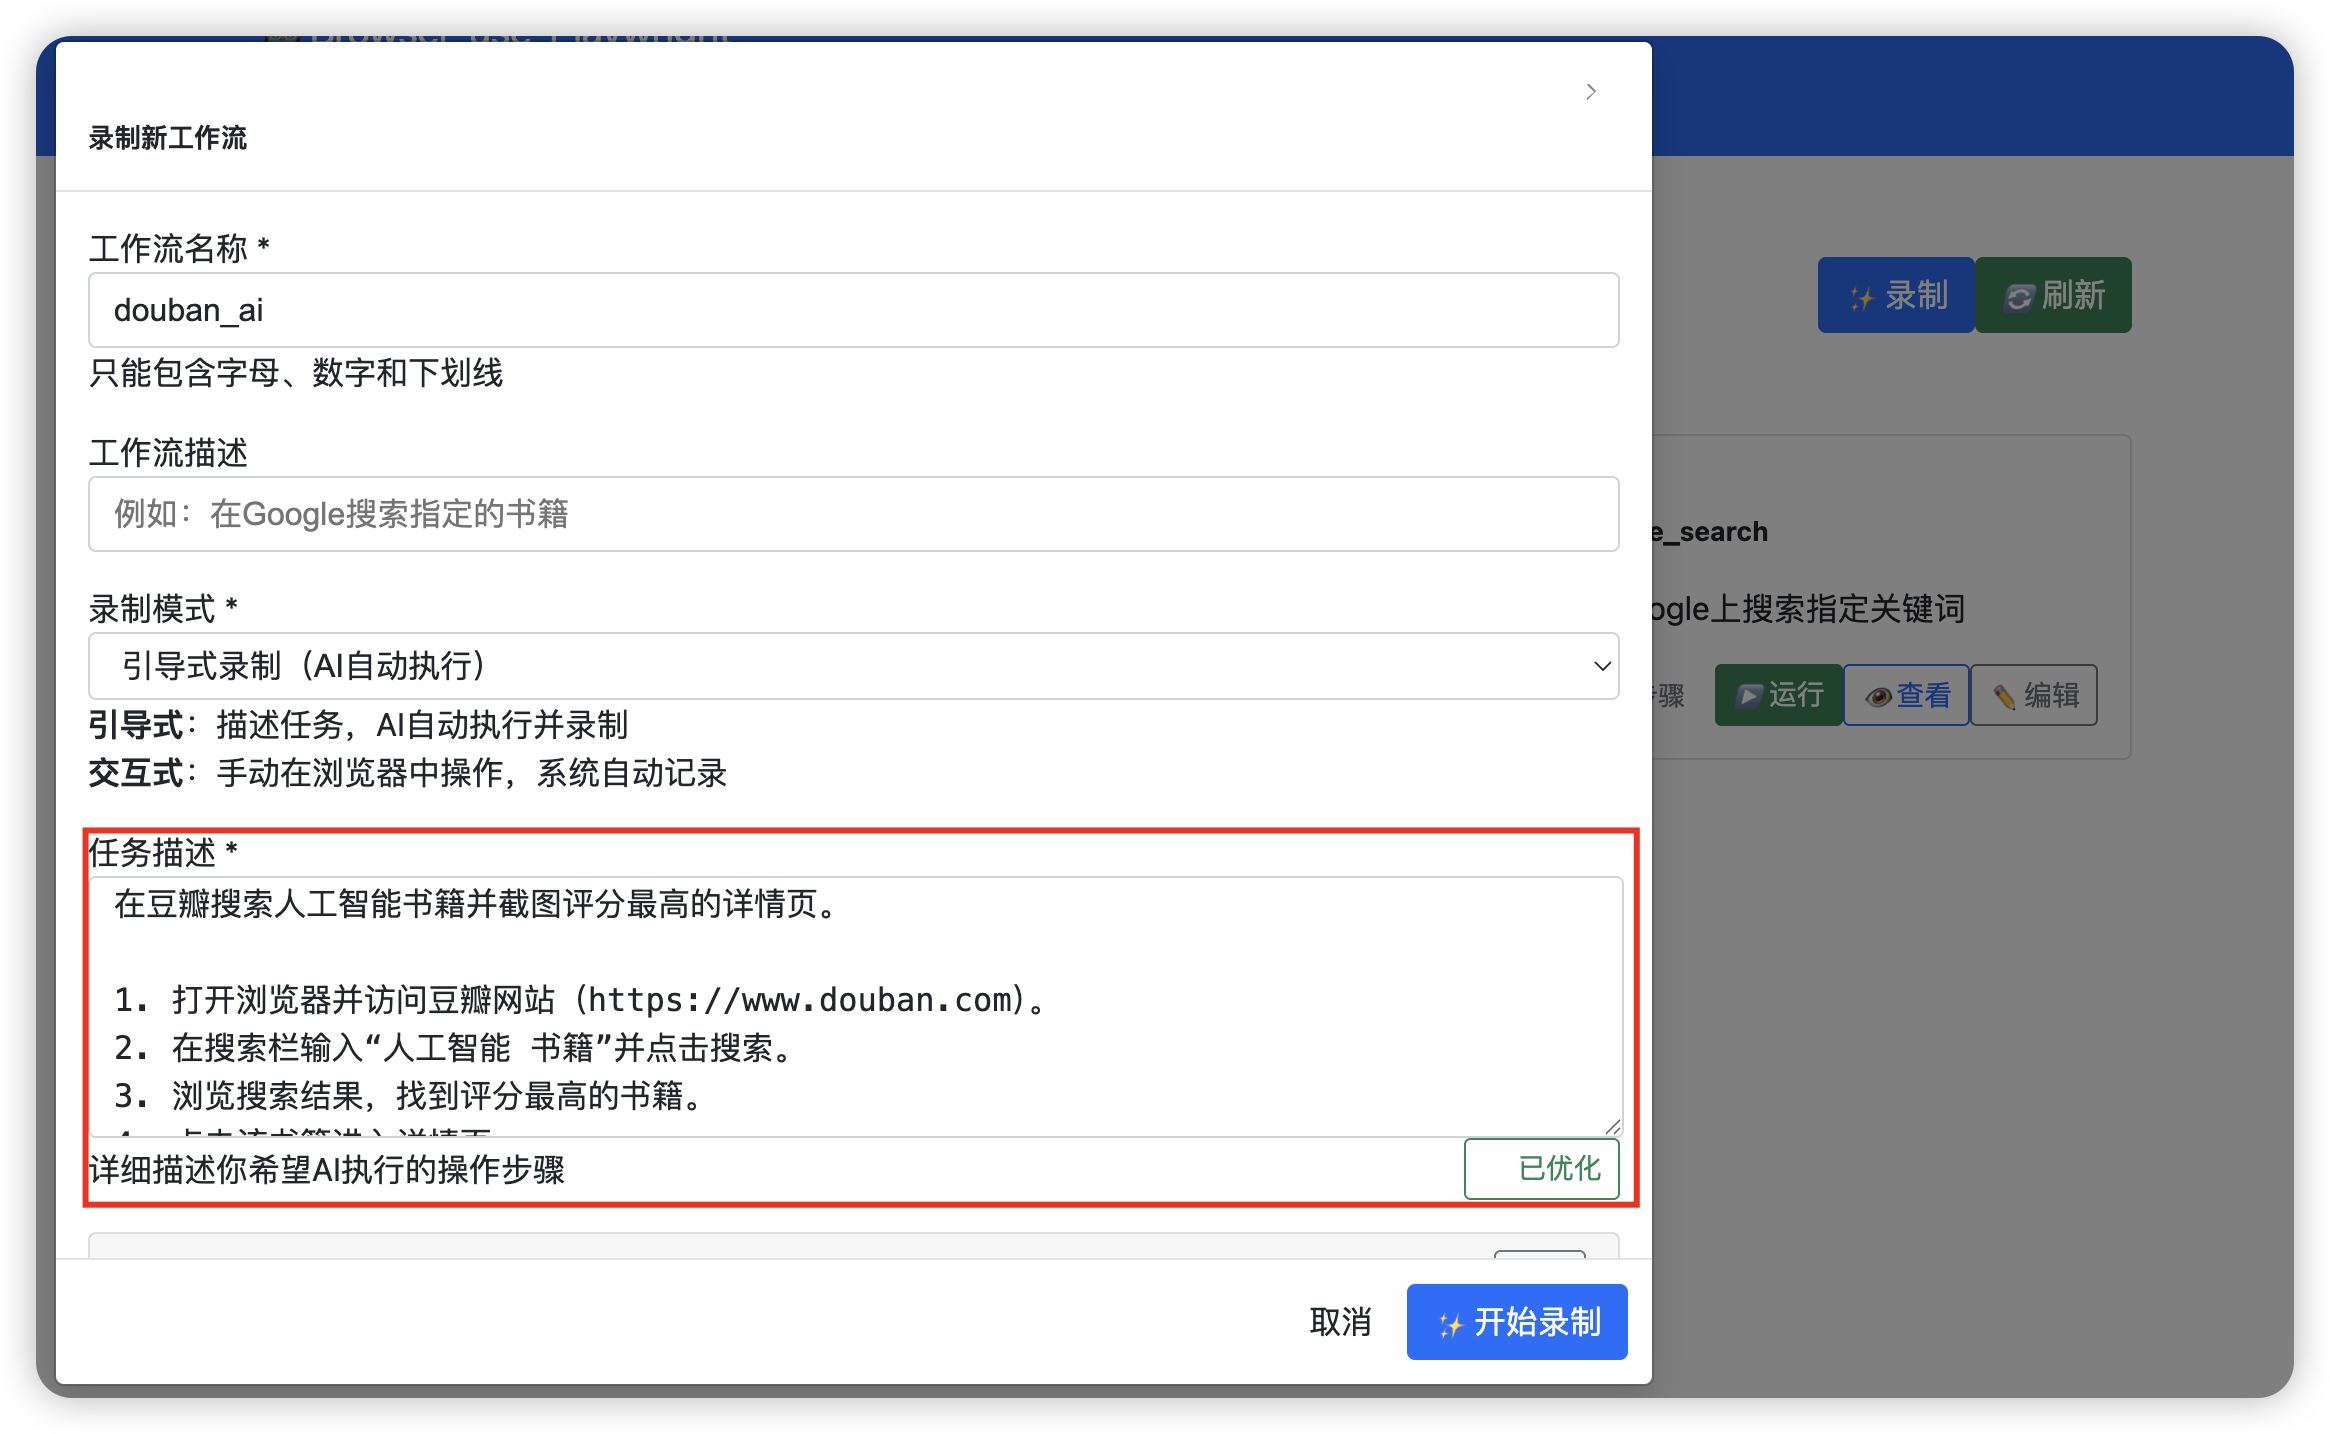 录制新工作流
工作流名称 *
douban_ai
只能包含字母、数字和下划线
工作流描述
例如：在Google搜索指定的书籍
录制模式 *
引导式录制（AI自动执行）
引导式：描述任务，AI自动执行并录制
交互式：手动在浏览器中操作，系统自动记录
任务描述 *
在豆瓣搜索人工智能书籍并截图评分最高的详情页。
1. 打开浏览器并访问豆瓣网站（https://www.douban.com）。
2. 在搜索栏输入“人工智能 书籍”并点击搜索。
3. 浏览搜索结果，找到评分最高的书籍。
详细描述你希望AI执行的操作步骤
已优化
取消
✨ 开始录制
✨ 录制
刷新
e_search
ogle上搜索指定关键词
骤
运行
查看
编辑